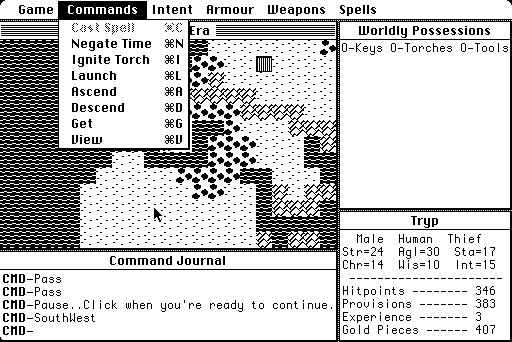 Game Commands Intent Armour Weapons Spells
Era
Cast Spell ⌘C
Negate Time ⌘N
Ignite Torch ⌘I
Launch ⌘L
Ascend ⌘A
Descend ⌘D
Get ⌘G
View ⌘V
Worldly Possessions
0-Keys 0-Torches 0-Tools
Command Journal
CMD-Pass
CMD-Pass
CMD-Pause..Click when you're ready to continue.
CMD-SouthWest
CMD-
Tryp
Male Human Thief
Str=24 Agl=30 Sta=17
Chr=14 Wis=10 Int=15
Hitpoints ------ 346
Provisions ----- 383
Experience ----- 3
Gold Pieces ---- 407